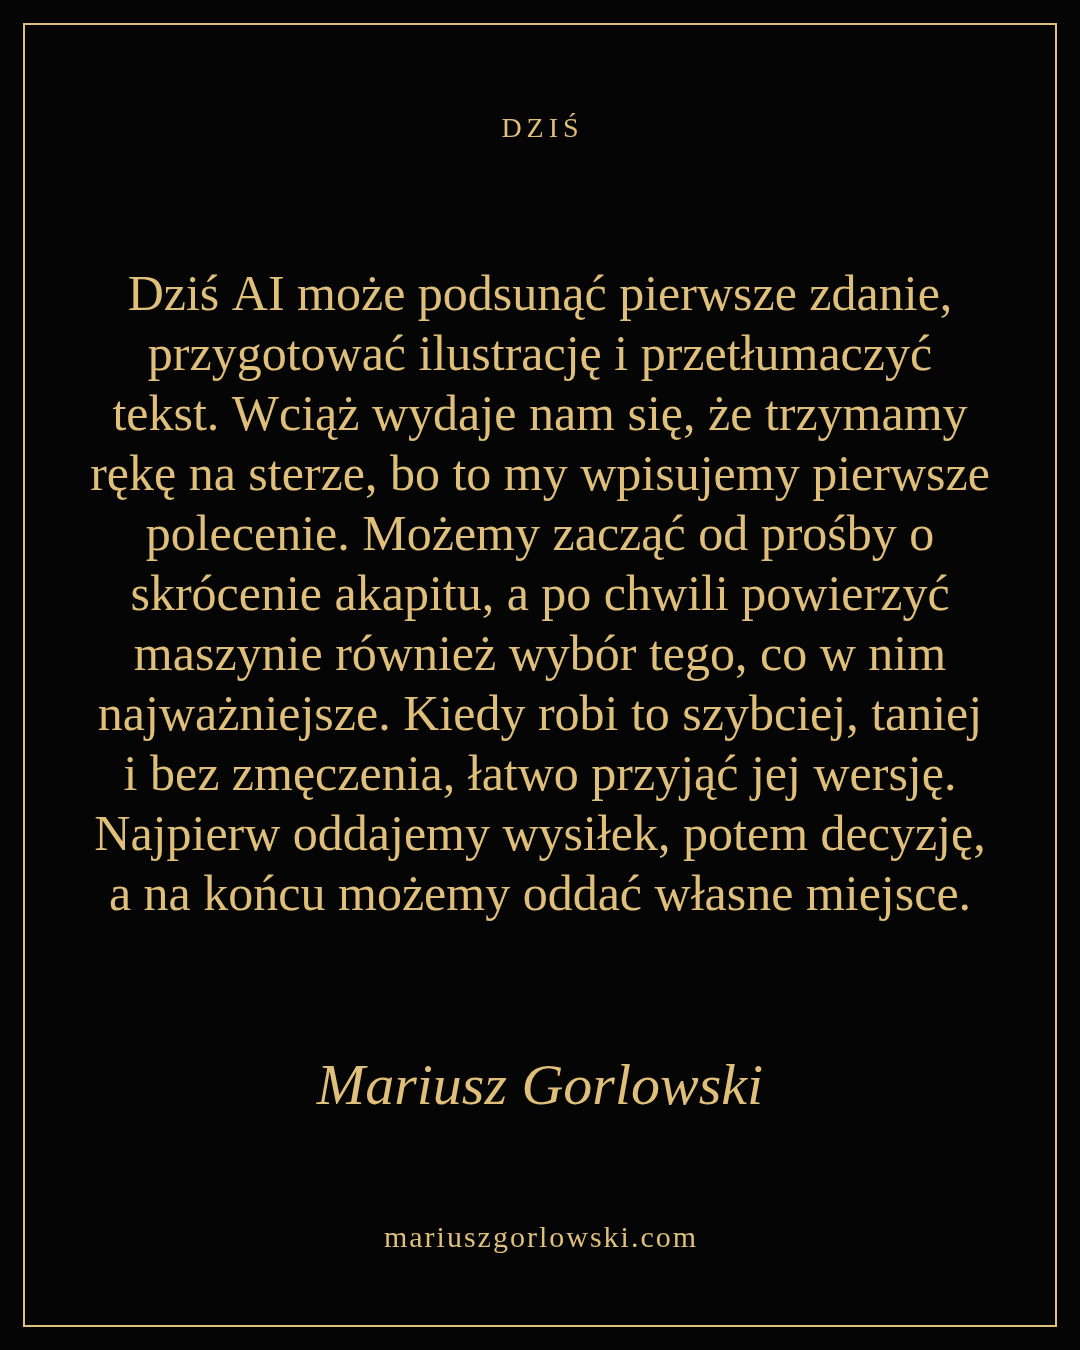 DZIŚ
Dziś AI może podsunąć pierwsze zdanie,
przygotować ilustrację i przetłumaczyć
tekst. Wciąż wydaje nam się, że trzymamy
rękę na sterze, bo to my wpisujemy pierwsze
polecenie. Możemy zacząć od prośby o
skrócenie akapitu, a po chwili powierzyć
maszynie również wybór tego, co w nim
najważniejsze. Kiedy robi to szybciej, taniej
i bez zmęczenia, łatwo przyjąć jej wersję.
Najpierw oddajemy wysiłek, potem decyzję,
a na końcu możemy oddać własne miejsce.
Mariusz Gorlowski
mariuszgorlowski.com